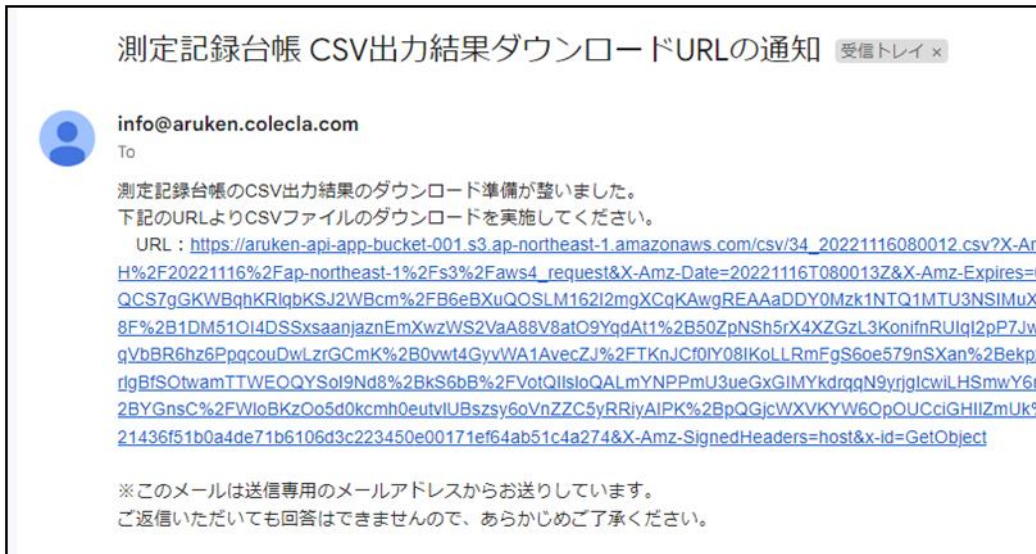 測定記録台帳 CSV出力結果ダウンロードURLの通知 受信トレイ ×
info@aruken.colecla.com
To
測定記録台帳のCSV出力結果のダウンロード準備が整いました。
下記のURLよりCSVファイルのダウンロードを実施してください。
URL：https://aruken-api-app-bucket-001.s3.ap-northeast-1.amazonaws.com/csv/34_20221116080012.csv?X-Am
H%2F20221116%2Fap-northeast-1%2Fs3%2Faws4_request&X-Amz-Date=20221116T080013Z&X-Amz-Expires=
QCS7gGKWBqhKRIqbKSJ2WBcm%2FB6eBXuQOSLM162I2mgXCqKAwgREAAaDDY0Mzk1NTQ1MTU3NSIMuX
8F%2B1DM51OI4DSSxsaanjaznEmXwzWS2VaA88V8atO9YqdAt1%2B50ZpNSh5rX4XZGzL3KonifnRUIqI2pP7Jw
qVbBR6hz6PpqcouDwLzrGCmK%2B0vwt4GyvWA1AvecZJ%2FTKnJCf0lY08IKoLLRmFgS6oe579nSXan%2Bekp
rlgBfSOtwamTTWEOQYSoI9Nd8%2BkS6bB%2FVotQIlsloQALmYNPPmU3ueGxGIMYkdrqqN9yrjgIcwiLHSmwY6
2BYGnsC%2FWloBKzOo5d0kcmh0eutvlUBszsy6oVnZZC5yRRiyAIPK%2BpQGjcWXVKYW6OpOUCciGHIIZmUk%
21436f51b0a4de71b6106d3c223450e00171ef64ab51c4a274&X-Amz-SignedHeaders=host&x-id=GetObject
※このメールは送信専用のメールアドレスからお送りしています。
ご返信いただいても回答はできませんので、あらかじめご了承ください。